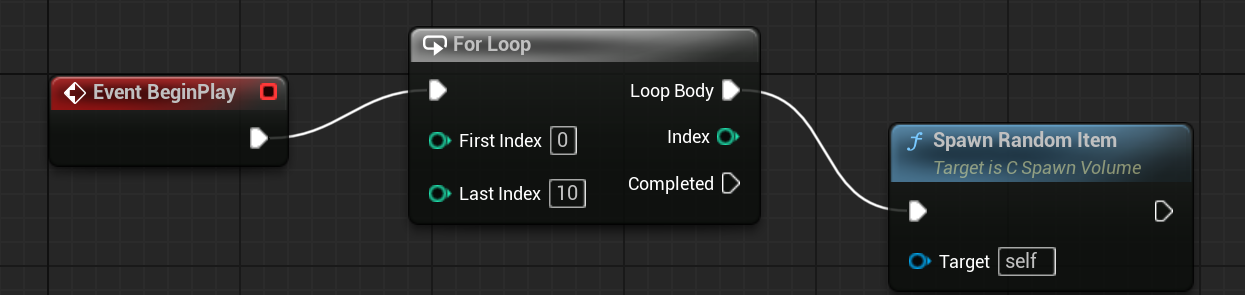 Event BeginPlay
For Loop
Loop Body
First Index 0
Index
Last Index 10
Completed
Spawn Random Item
Target is C Spawn Volume
Target self